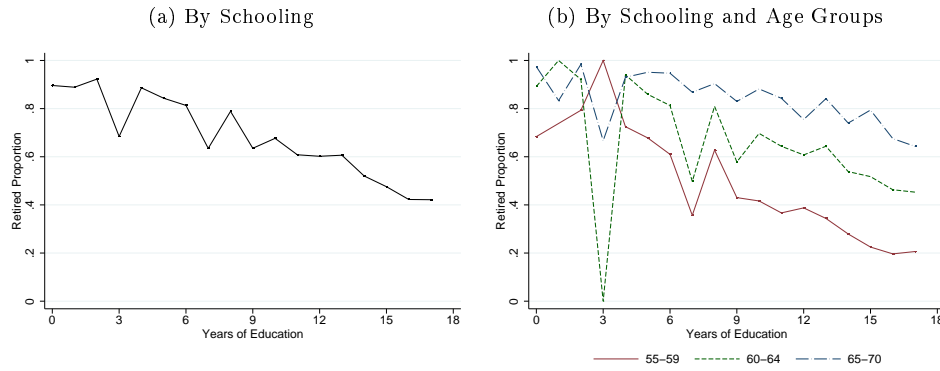 (a) By Schooling
Retired Proportion
1
.8
.6
.4
.2
0
0 3 6 9 12 15 18
Years of Education
(b) By Schooling and Age Groups
Retired Proportion
1
.8
.6
.4
.2
0
0 3 6 9 12 15 18
Years of Education
55−59 60−64 65−70